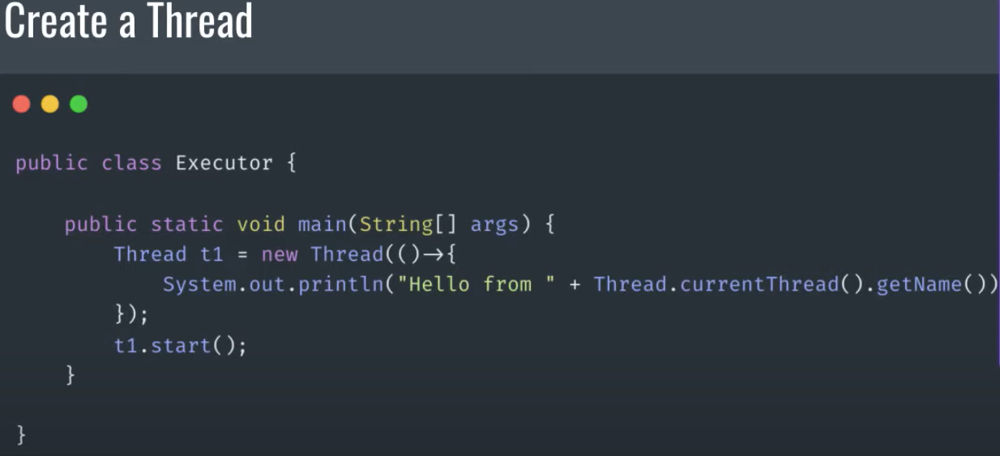 Create a Thread
public class Executor {
public static void main(String[] args) {
Thread t1 = new Thread(()->{
System.out.println("Hello from " + Thread.currentThread().getName())
});
t1.start();
}
}